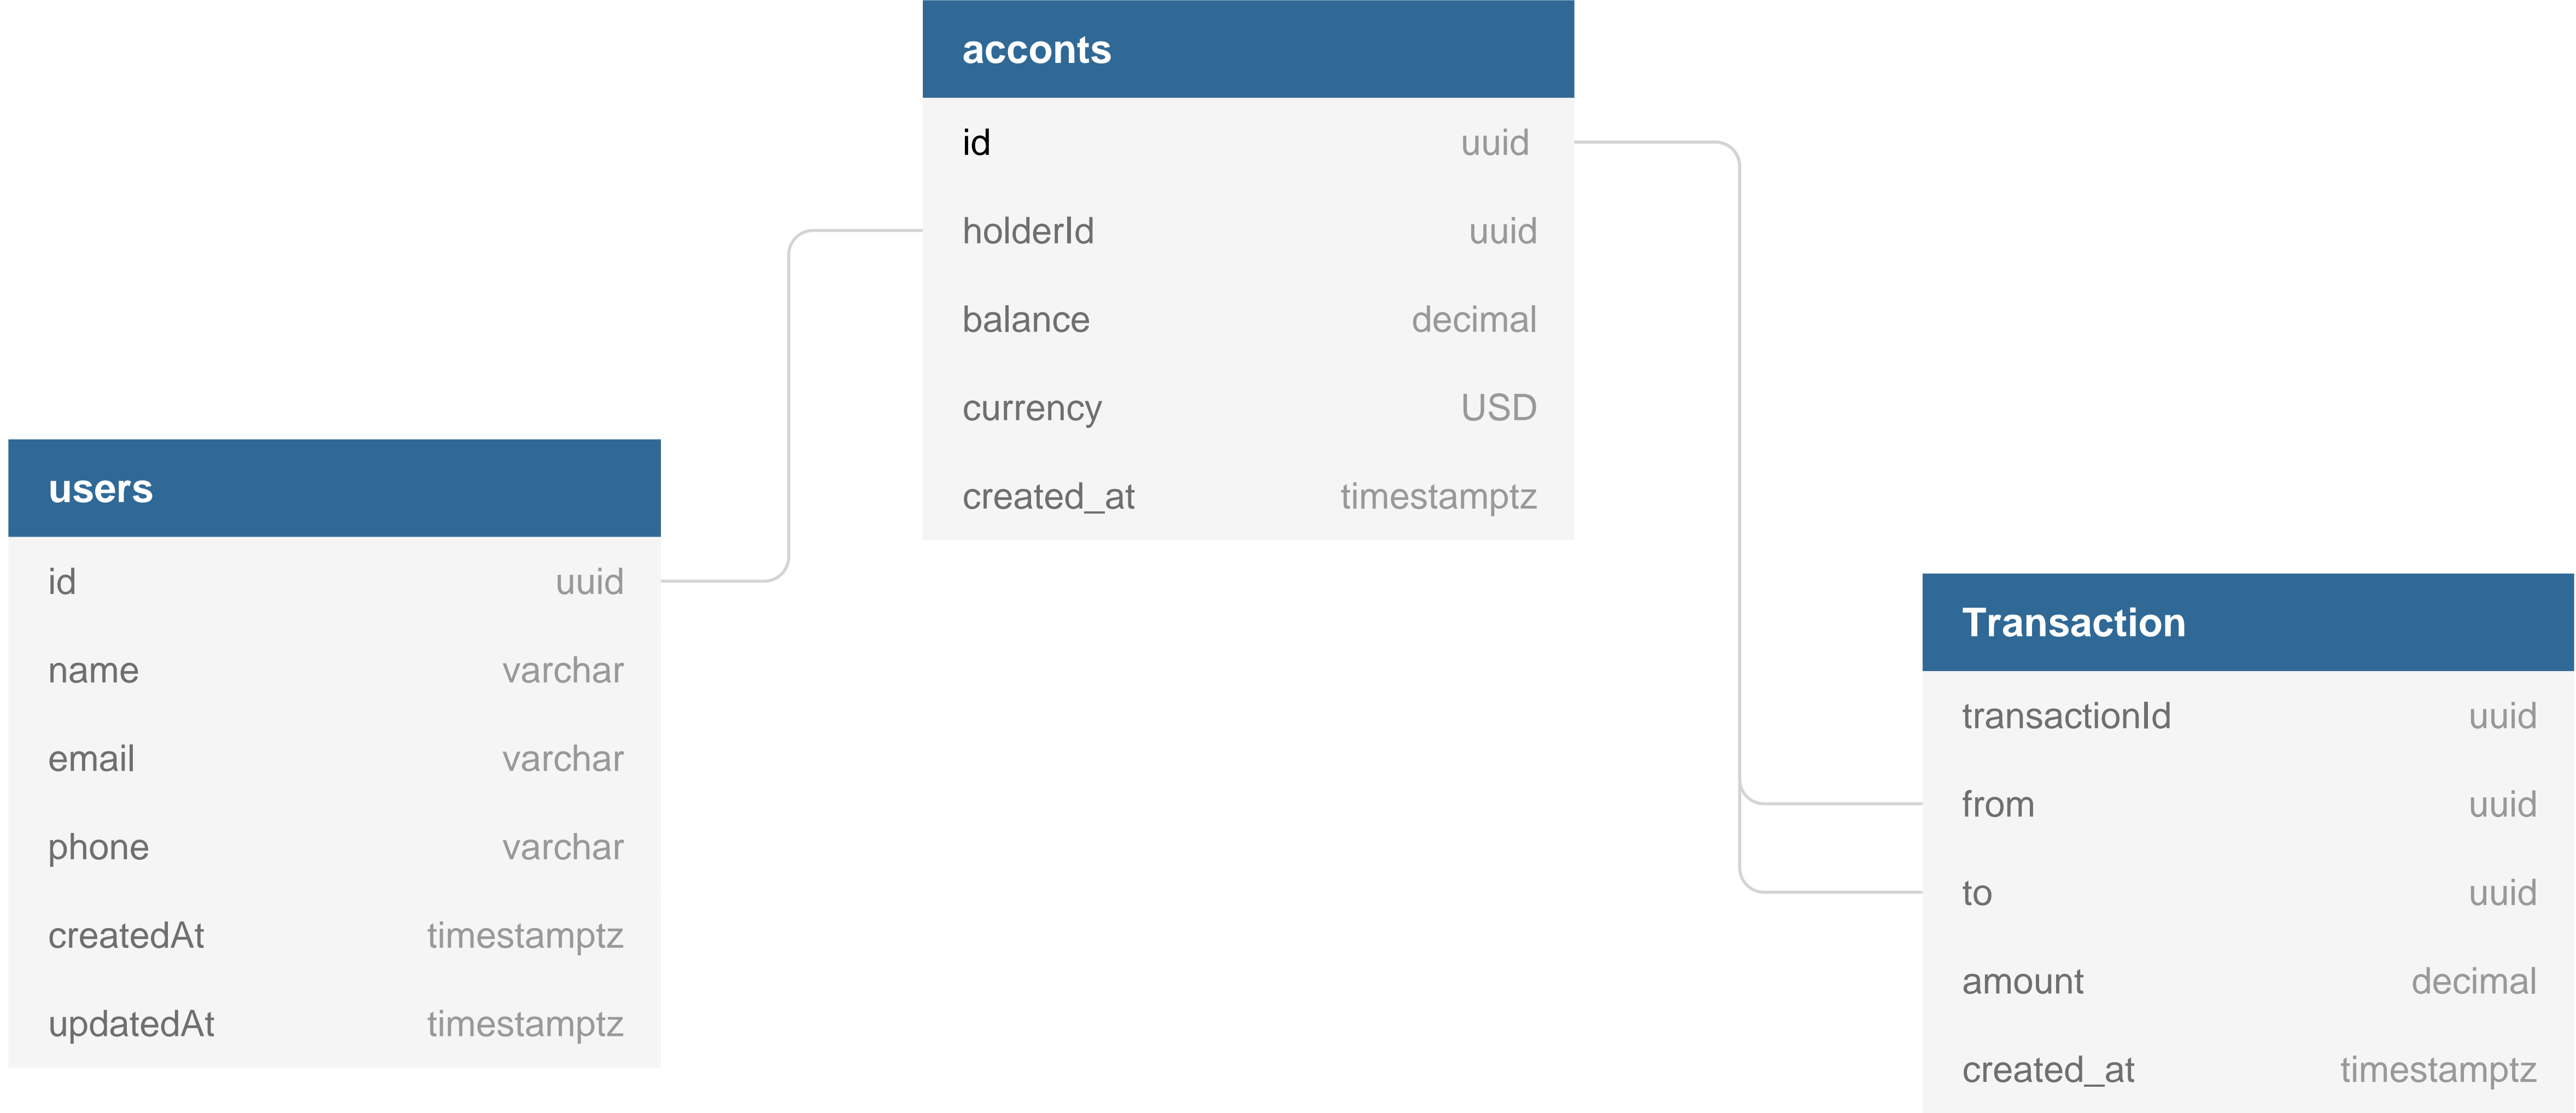 acconts
id uuid
holderId uuid
balance decimal
currency USD
created_at timestamptz
users
id uuid
name varchar
email varchar
phone varchar
createdAt timestamptz
updatedAt timestamptz
Transaction
transactionId uuid
from uuid
to uuid
amount decimal
created_at timestamptz